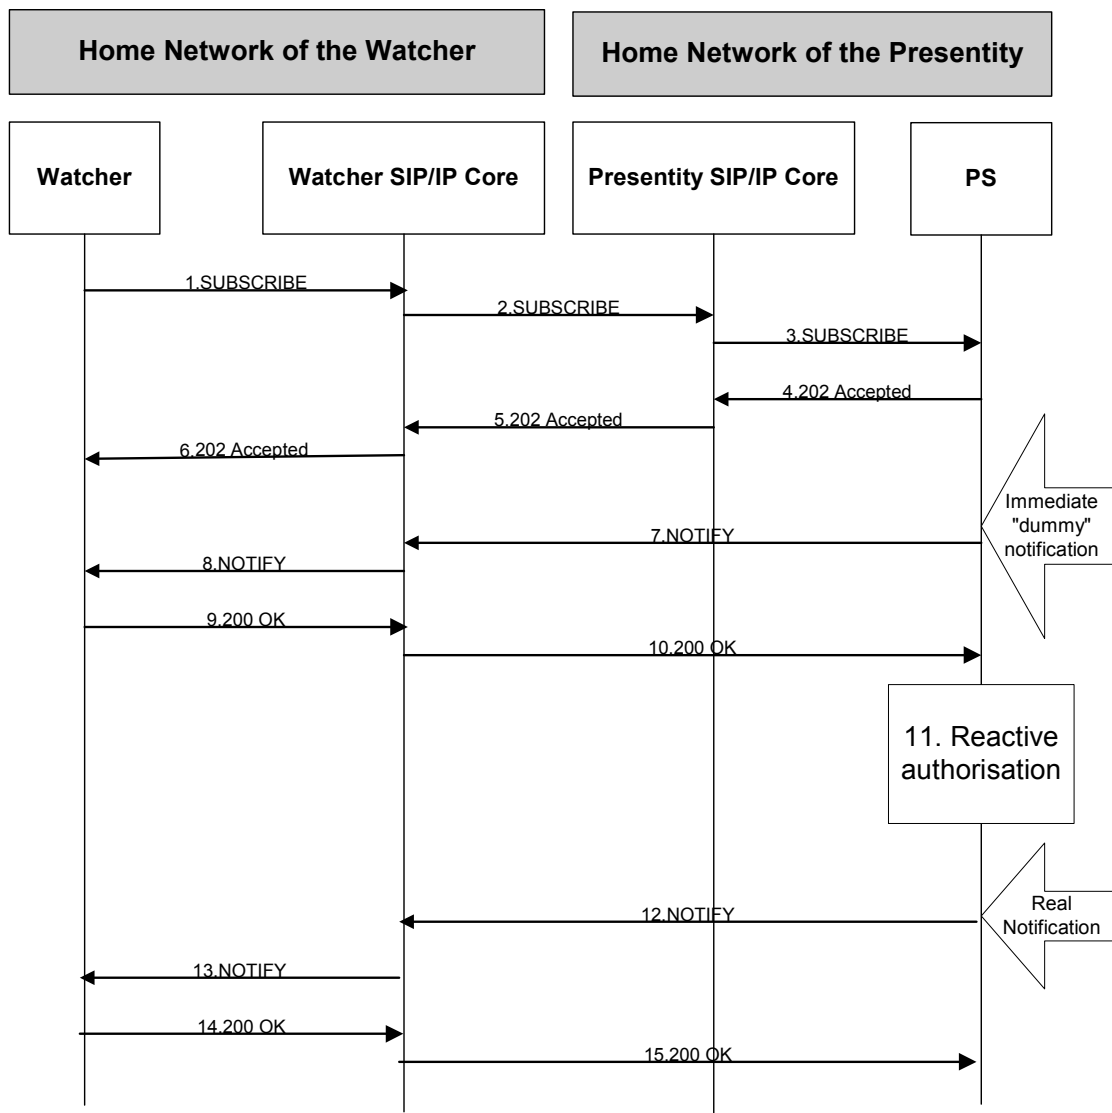 Home Network of the Watcher
Home Network of the Presentity
Watcher
Watcher SIP/IP Core
Presentity SIP/IP Core
PS
1.SUBSCRIBE
2.SUBSCRIBE
3.SUBSCRIBE
4.202 Accepted
5.202 Accepted
6.202 Accepted
Immediate
"dummy"
notification
7.NOTIFY
8.NOTIFY
9.200 OK
10.200 OK
11. Reactive
authorisation
Real
Notification
12.NOTIFY
13.NOTIFY
14.200 OK
15.200 OK